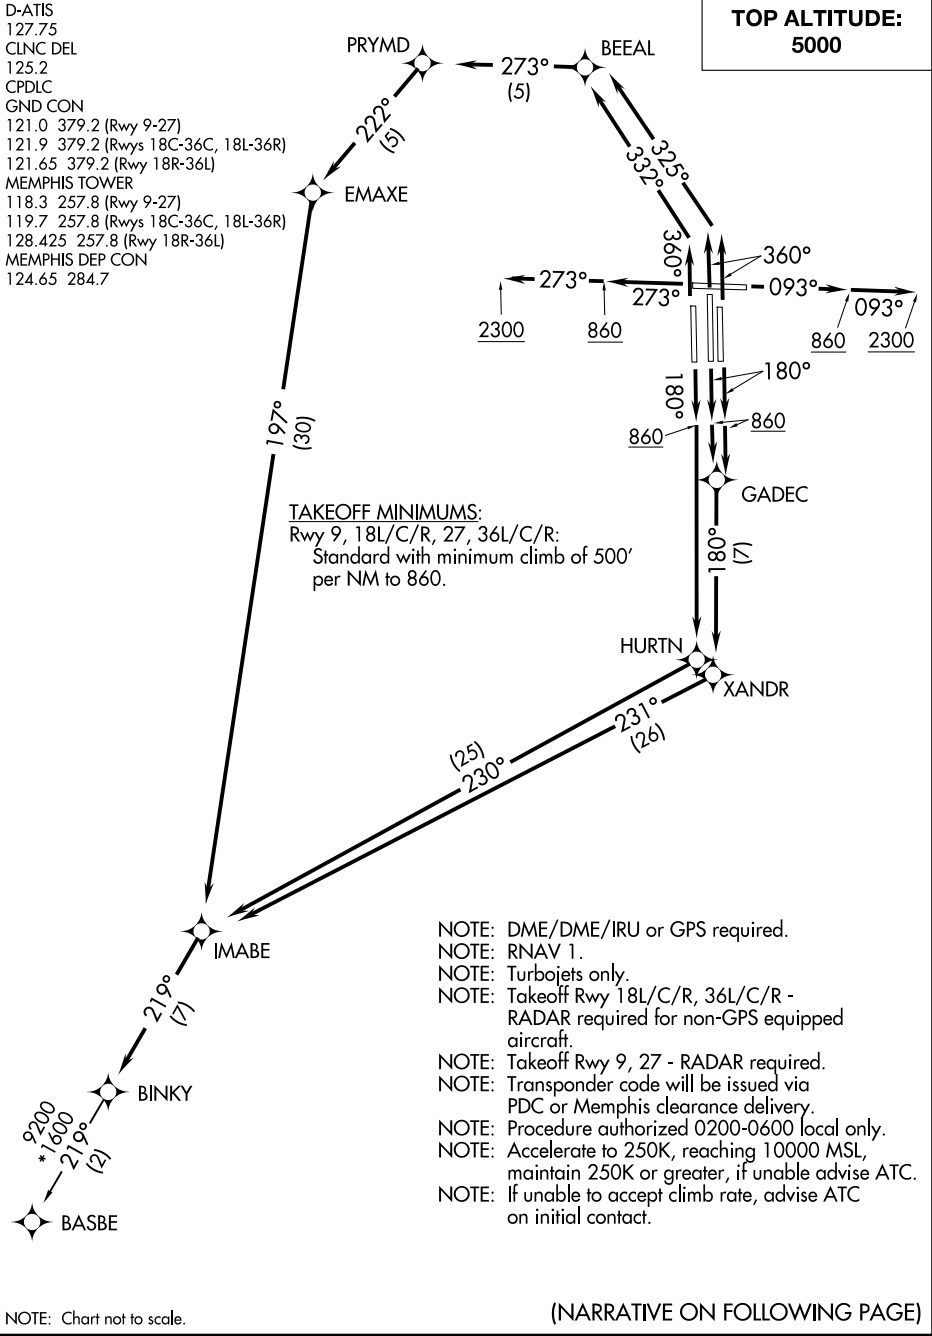 D-ATIS
127.75
CLNC DEL
125.2
CPDLC
GND CON
121.0 379.2 (Rwy 9-27)
121.9 379.2 (Rwys 18C-36C, 18L-36R)
121.65 379.2 (Rwy 18R-36L)
MEMPHIS TOWER
118.3 257.8 (Rwy 9-27)
119.7 257.8 (Rwys 18C-36C, 18L-36R)
128.425 257.8 (Rwy 18R-36L)
MEMPHIS DEP CON
124.65 284.7
TOP ALTITUDE:
5000
PRYMD
BEEAL
273°
(5)
222°
(5)
EMAXE
325°
332°
360°
360°
273°
273°
093°
093°
2300
860
860
2300
180°
180°
860
860
GADEC
197°
(30)
TAKEOFF MINIMUMS:
Rwy 9, 18L/C/R, 27, 36L/C/R:
Standard with minimum climb of 500'
per NM to 860.
180°
(7)
HURTN
XANDR
231°
(26)
(25)
230°
IMABE
219°
(7)
BINKY
9200
*1600
219°
(2)
BASBE
NOTE: DME/DME/IRU or GPS required.
NOTE: RNAV 1.
NOTE: Turbojets only.
NOTE: Takeoff Rwy 18L/C/R, 36L/C/R -
RADAR required for non-GPS equipped
aircraft.
NOTE: Takeoff Rwy 9, 27 - RADAR required.
NOTE: Transponder code will be issued via
PDC or Memphis clearance delivery.
NOTE: Procedure authorized 0200-0600 local only.
NOTE: Accelerate to 250K, reaching 10000 MSL,
maintain 250K or greater, if unable advise ATC.
NOTE: If unable to accept climb rate, advise ATC
on initial contact.
NOTE: Chart not to scale.
(NARRATIVE ON FOLLOWING PAGE)